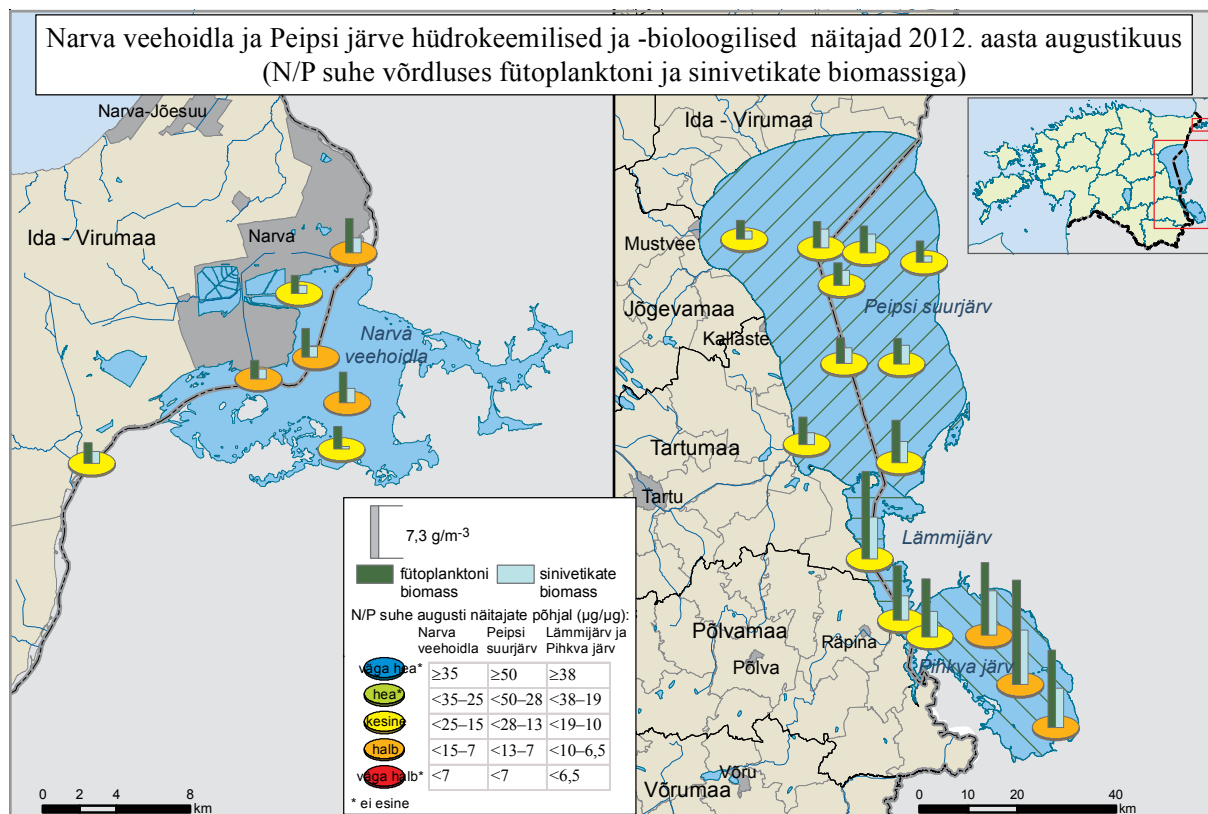 Narva veehoidla ja Peipsi järve hüdrokeemilised ja -bioloogilised näitajad 2012. aasta augustikuus
(N/P suhe võrdluses fütoplanktoni ja sinivetikate biomassiga)
Narva-Jõesuu
Ida - Virumaa
Narva
Narva
veehoidla
Ida - Virumaa
Mustvee
Peipsi suurjärv
Jõgevamaa
Kallaste
Tartumaa
Tartu
Lämmijärv
Põlvamaa
Räpina
Põlva
Pihkva järv
Võru
Võrumaa
7,3 g/m⁻³
fütoplanktoni
biomass
sinivetikate
biomass
N/P suhe augusti näitajate põhjal (µg/µg):
Narva veehoidla Peipsi suurjärv Lämmijärv ja Pihkva järv
väga hea* ≥35 ≥50 ≥38
hea* <35–25 <50–28 <38–19
kesine <25–15 <28–13 <19–10
halb <15–7 <13–7 <10–6,5
väga halb* <7 <7 <6,5
* ei esine
0 2 4 8
km
0 10 20 40
km